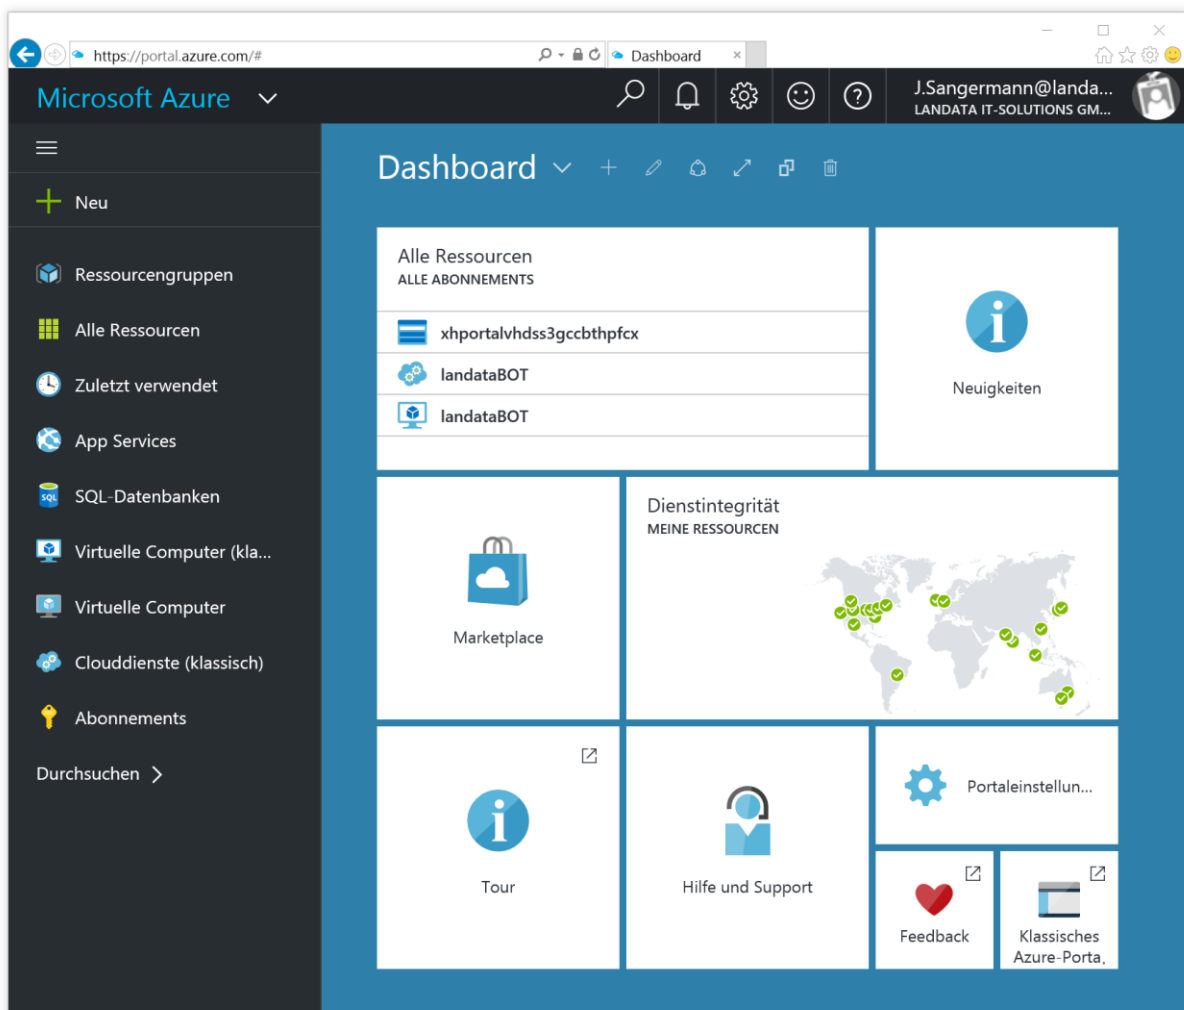 https://portal.azure.com/#
Dashboard
Microsoft Azure
J.Sangermann@landa...
LANDATA IT-SOLUTIONS GM...
Dashboard
Neu
Ressourcengruppen
Alle Ressourcen
Zuletzt verwendet
App Services
SQL
SQL-Datenbanken
Virtuelle Computer (kla...
Virtuelle Computer
Clouddienste (klassisch)
Abonnements
Durchsuchen
Alle Ressourcen
ALLE ABONNEMENTS
xhportalvhdss3gccbthpfcx
landataBOT
landataBOT
Neuigkeiten
Marketplace
Dienstintegrität
MEINE RESSOURCEN
Tour
Hilfe und Support
Portaleinstellun...
Feedback
Klassisches
Azure-Porta.